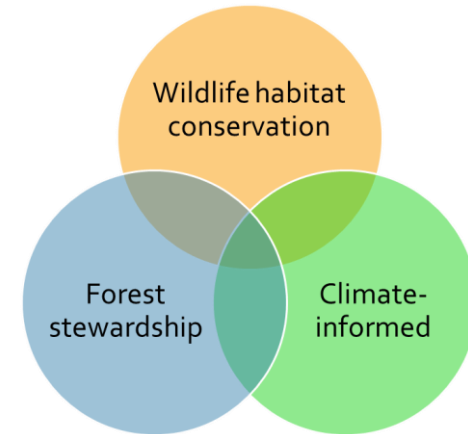 Wildlife habitat
conservation
Forest
stewardship
Climate-
informed